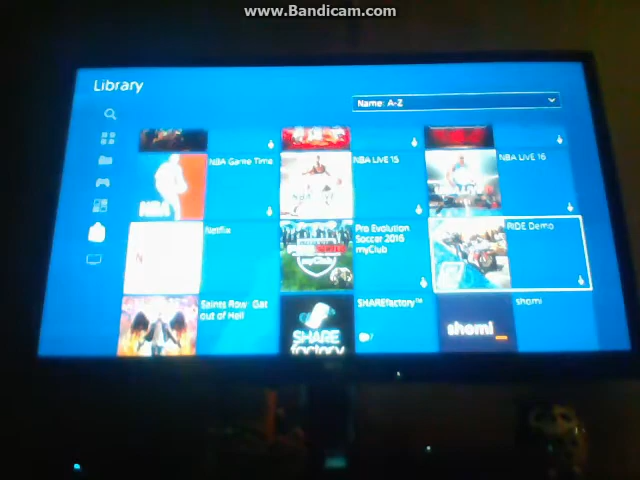 www.Bandicam.com
Library
Name: A-Z
NBA Game Time
NBA LIVE 15
NBA LIVE 16
NBA
Netflix
Pro Evolution
Soccer 2016
myClub
RIDE Demo
N
myClub
Saints Row: Gat
out of Hell
SHAREfactory™
shomi
SHARE
factory
shomi